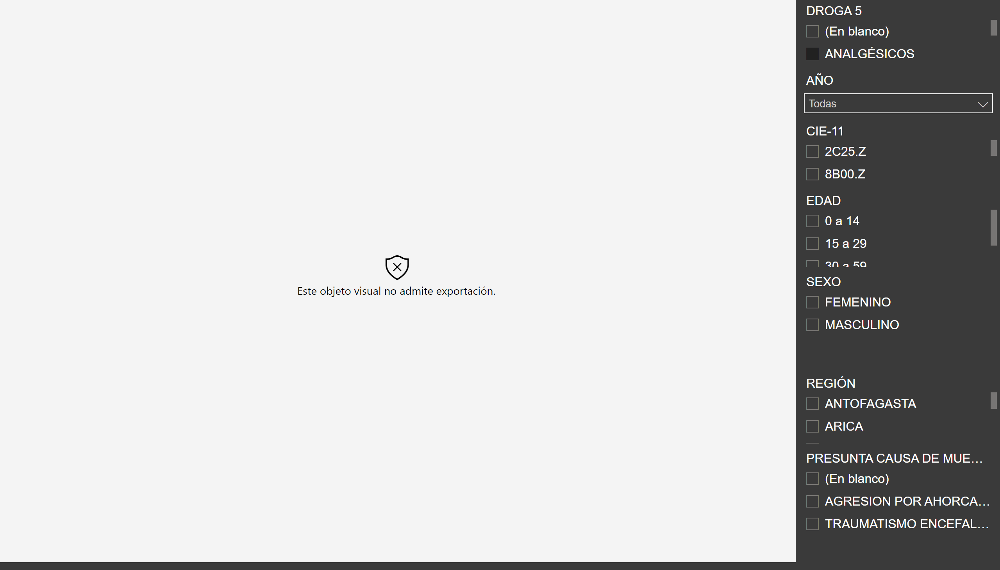 Este objeto visual no admite exportación.
DROGA 5
(En blanco)
ANALGÉSICOS
AÑO
Todas
CIE-11
2C25.Z
8B00.Z
EDAD
0 a 14
15 a 29
30 a 59
SEXO
FEMENINO
MASCULINO
REGIÓN
ANTOFAGASTA
ARICA
PRESUNTA CAUSA DE MUE...
(En blanco)
AGRESION POR AHORCA...
TRAUMATISMO ENCEFAL...